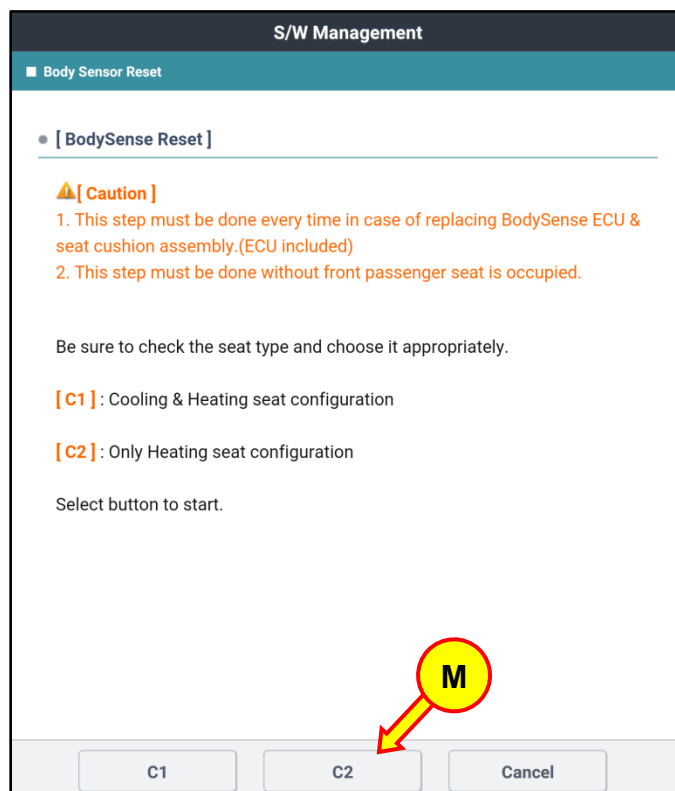 S/W Management
Body Sensor Reset
[ BodySense Reset ]
[ Caution ]
1. This step must be done every time in case of replacing BodySense ECU &
seat cushion assembly.(ECU included)
2. This step must be done without front passenger seat is occupied.
Be sure to check the seat type and choose it appropriately.
[ C1 ] : Cooling & Heating seat configuration
[ C2 ] : Only Heating seat configuration
Select button to start.
M
C1 C2 Cancel